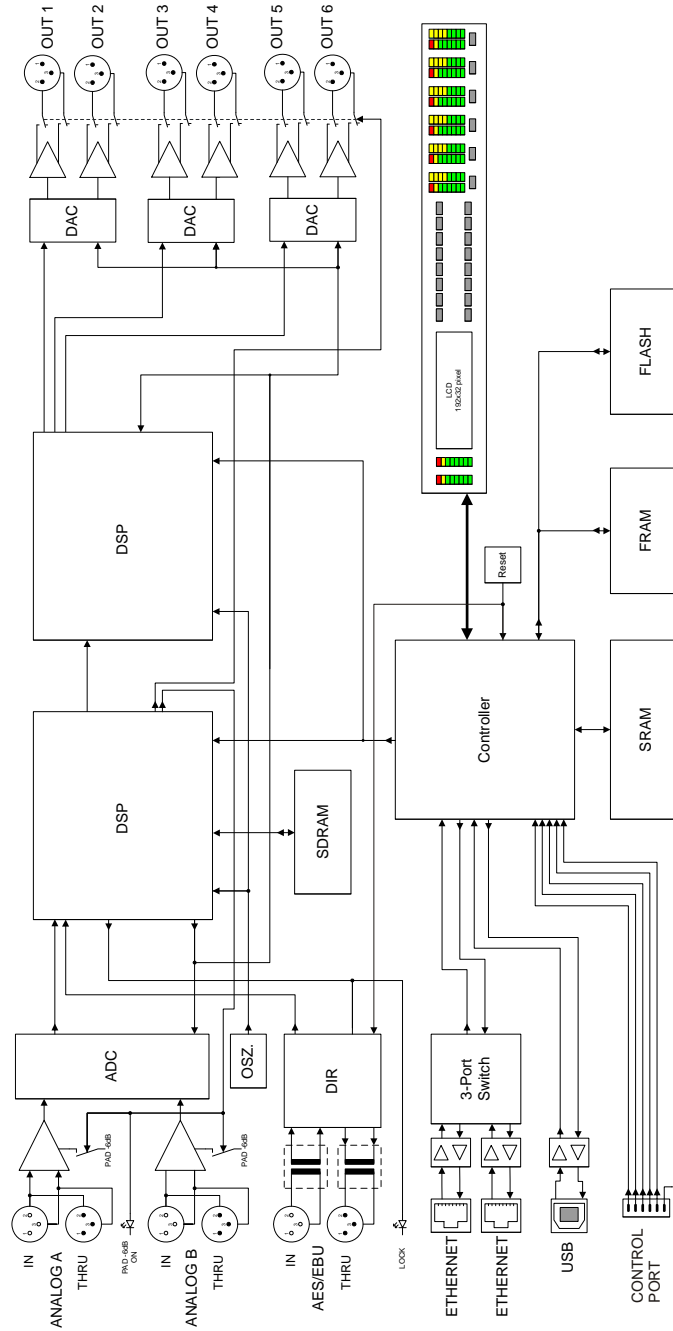 IN
ANALOG A
THRU
PAD -6dB
ON
IN
ANALOG B
THRU
IN
AES/EBU
THRU
LOCK
ETHERNET
ETHERNET
USB
CONTROL
PORT
PAD -6dB
PAD -6dB
ADC
OSZ.
DIR
3-Port
Switch
DSP
SDRAM
Controller
SRAM
DSP
Reset
FRAM
FLASH
LCD
192x32 pixel
DAC
DAC
DAC
OUT 1
OUT 2
OUT 3
OUT 4
OUT 5
OUT 6